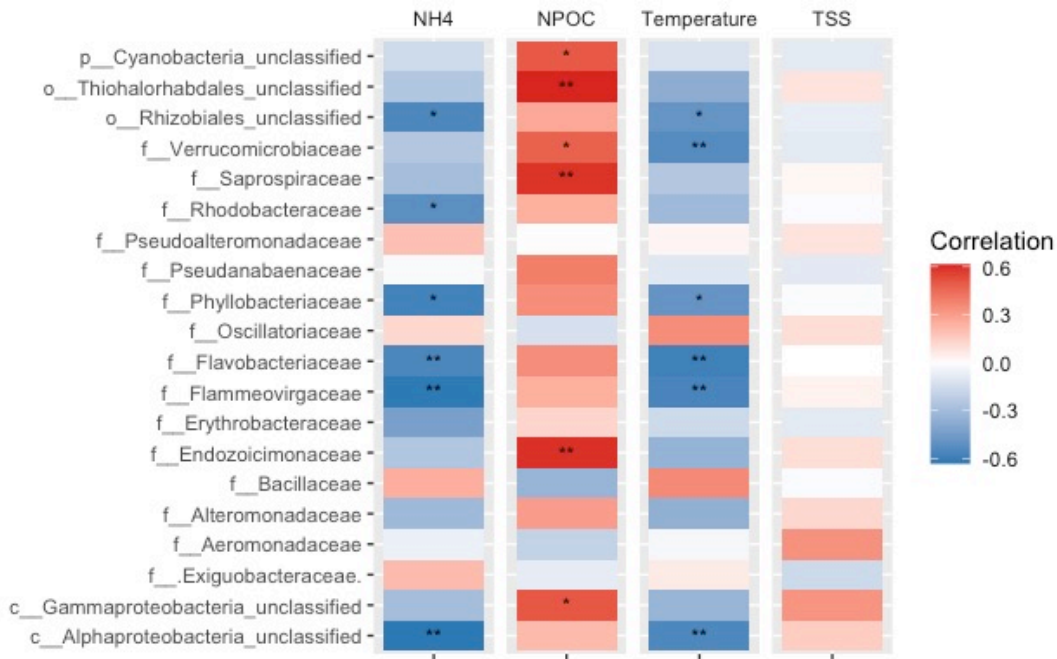 NH4 NPOC Temperature TSS
p__Cyanobacteria_unclassified *
o__Thiohalorhabdales_unclassified **
o__Rhizobiales_unclassified * *
f__Verrucomicrobiaceae * **
f__Saprospiraceae **
f__Rhodobacteraceae *
f__Pseudoalteromonadaceae
f__Pseudanabaenaceae
f__Phyllobacteriaceae * *
f__Oscillatoriaceae
f__Flavobacteriaceae ** **
f__Flammeovirgaceae ** **
f__Erythrobacteraceae
f__Endozoicimonaceae **
f__Bacillaceae
f__Alteromonadaceae
f__Aeromonadaceae
f__.Exiguobacteraceae.
c__Gammaproteobacteria_unclassified *
c__Alphaproteobacteria_unclassified ** **
Correlation
0.6
0.3
0.0
-0.3
-0.6